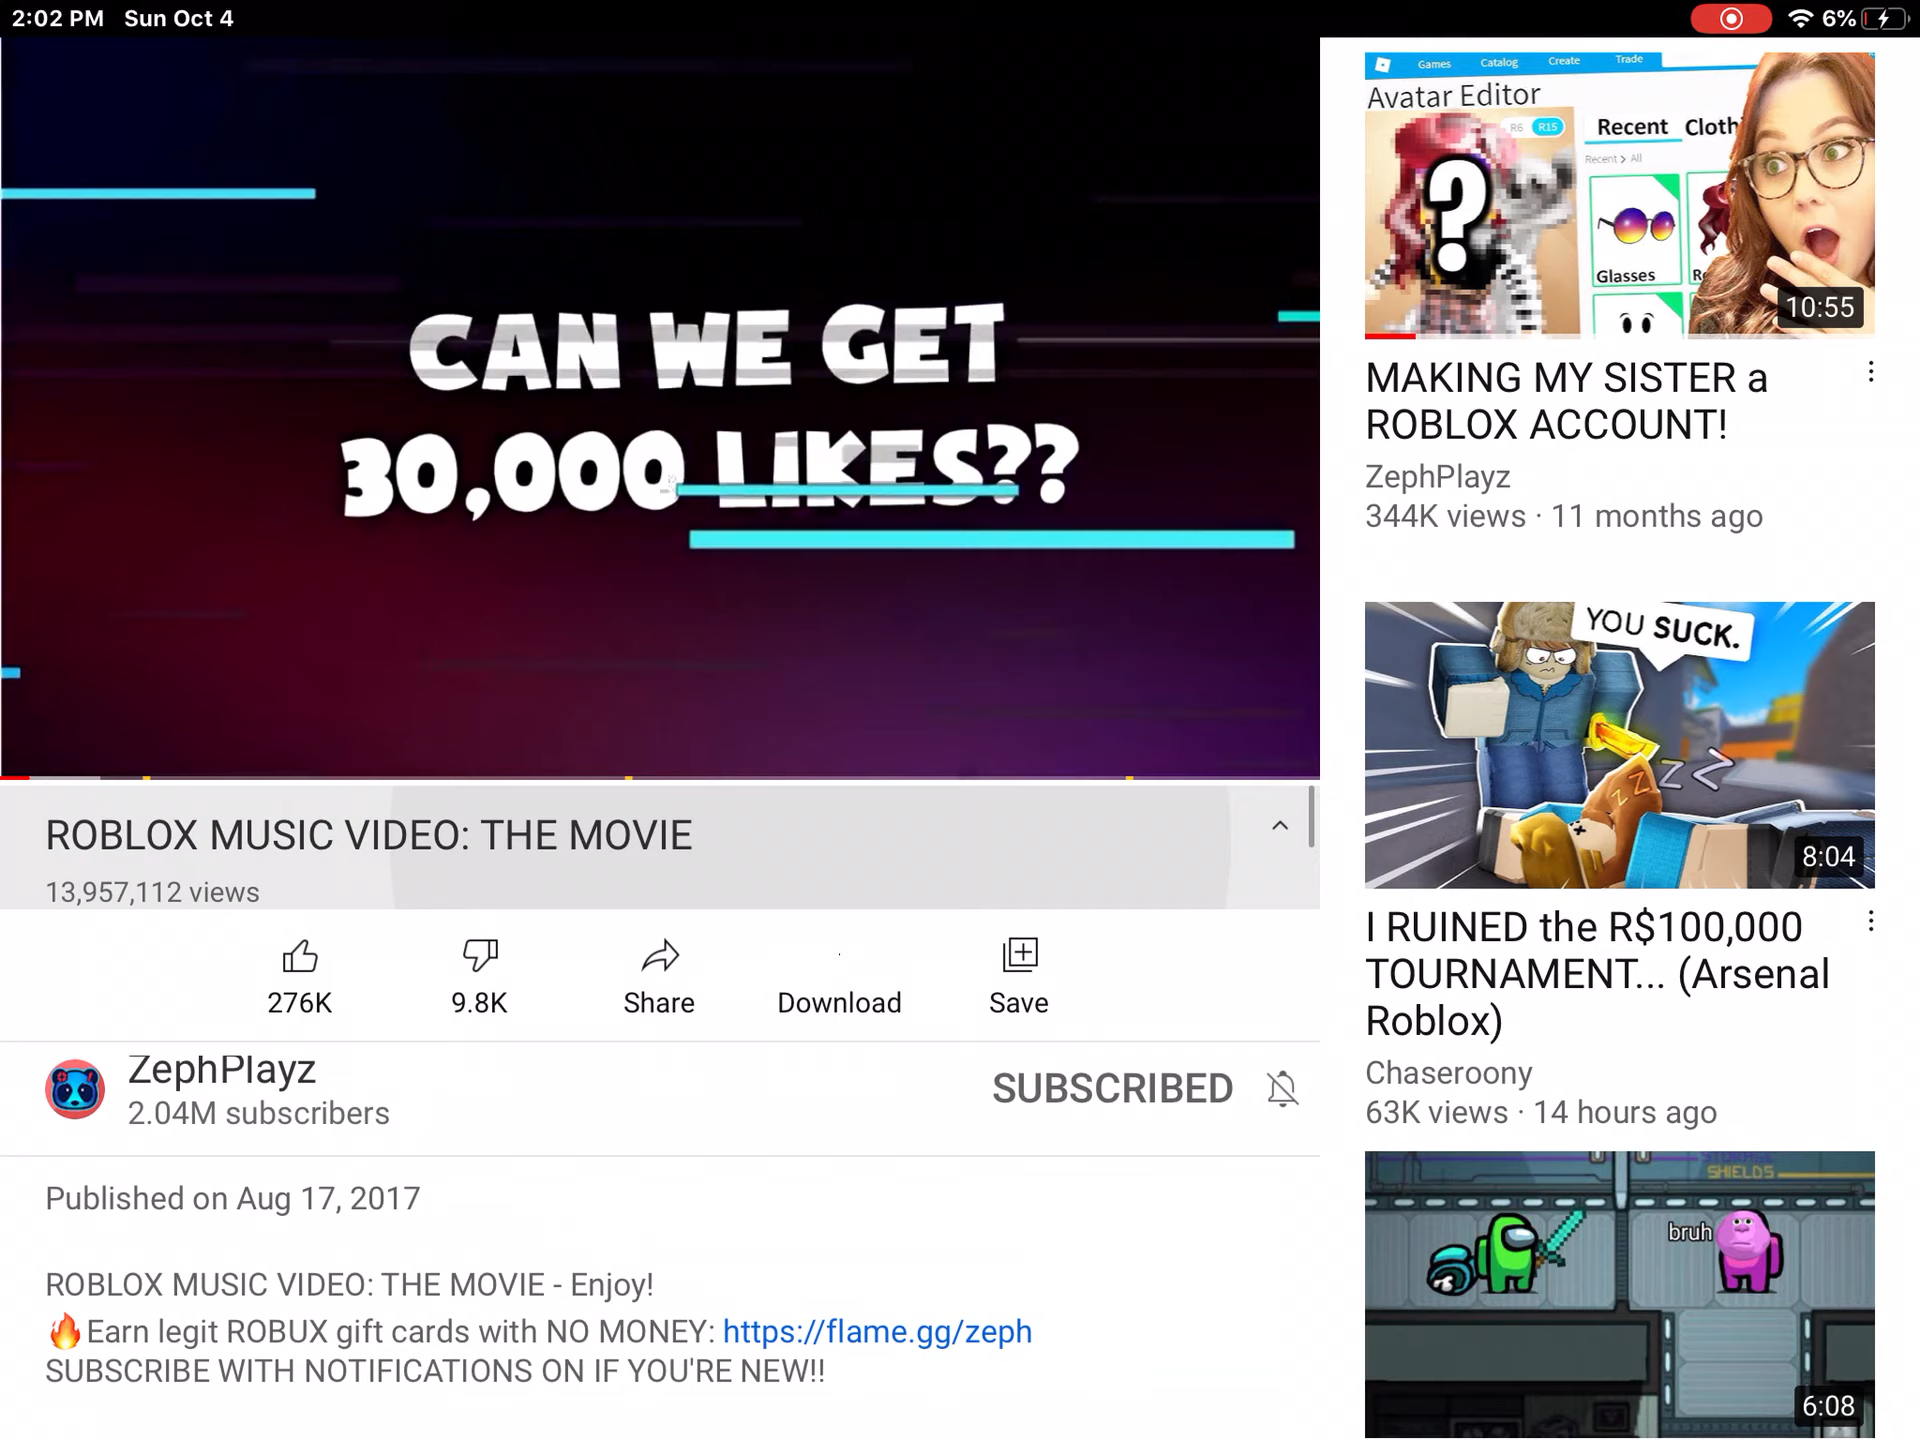 2:02 PM Sun Oct 4
6%
CAN WE GET
30,000 LIKES??
ROBLOX MUSIC VIDEO: THE MOVIE
13,957,112 views
276K
9.8K
Share
Download
Save
ZephPlayz
2.04M subscribers
SUBSCRIBED
Published on Aug 17, 2017
ROBLOX MUSIC VIDEO: THE MOVIE - Enjoy!
🔥Earn legit ROBUX gift cards with NO MONEY: https://flame.gg/zeph
SUBSCRIBE WITH NOTIFICATIONS ON IF YOU'RE NEW!!
Games Catalog Create Trade
Avatar Editor
R6 R15
Recent
Recent > All
?
Glasses
10:55
MAKING MY SISTER a
ROBLOX ACCOUNT!
ZephPlayz
344K views · 11 months ago
YOU SUCK.
Z Z Z Z
8:04
I RUINED the R$100,000
TOURNAMENT... (Arsenal
Roblox)
Chaseroony
63K views · 14 hours ago
SHIELDS
bruh
6:08